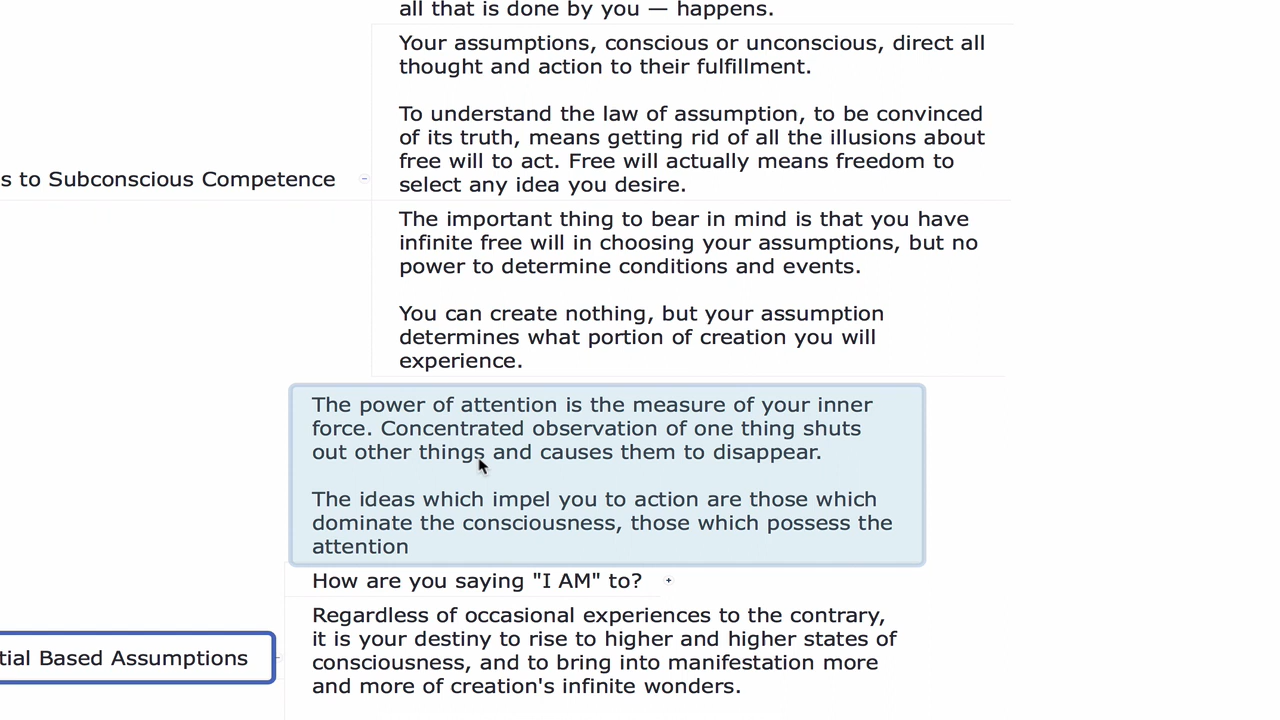 all that is done by you — happens.
Your assumptions, conscious or unconscious, direct all
thought and action to their fulfillment.
To understand the law of assumption, to be convinced
of its truth, means getting rid of all the illusions about
free will to act. Free will actually means freedom to
select any idea you desire.
s to Subconscious Competence
The important thing to bear in mind is that you have
infinite free will in choosing your assumptions, but no
power to determine conditions and events.
You can create nothing, but your assumption
determines what portion of creation you will
experience.
The power of attention is the measure of your inner
force. Concentrated observation of one thing shuts
out other things and causes them to disappear.
The ideas which impel you to action are those which
dominate the consciousness, those which possess the
attention
How are you saying "I AM" to?
tial Based Assumptions
Regardless of occasional experiences to the contrary,
it is your destiny to rise to higher and higher states of
consciousness, and to bring into manifestation more
and more of creation's infinite wonders.